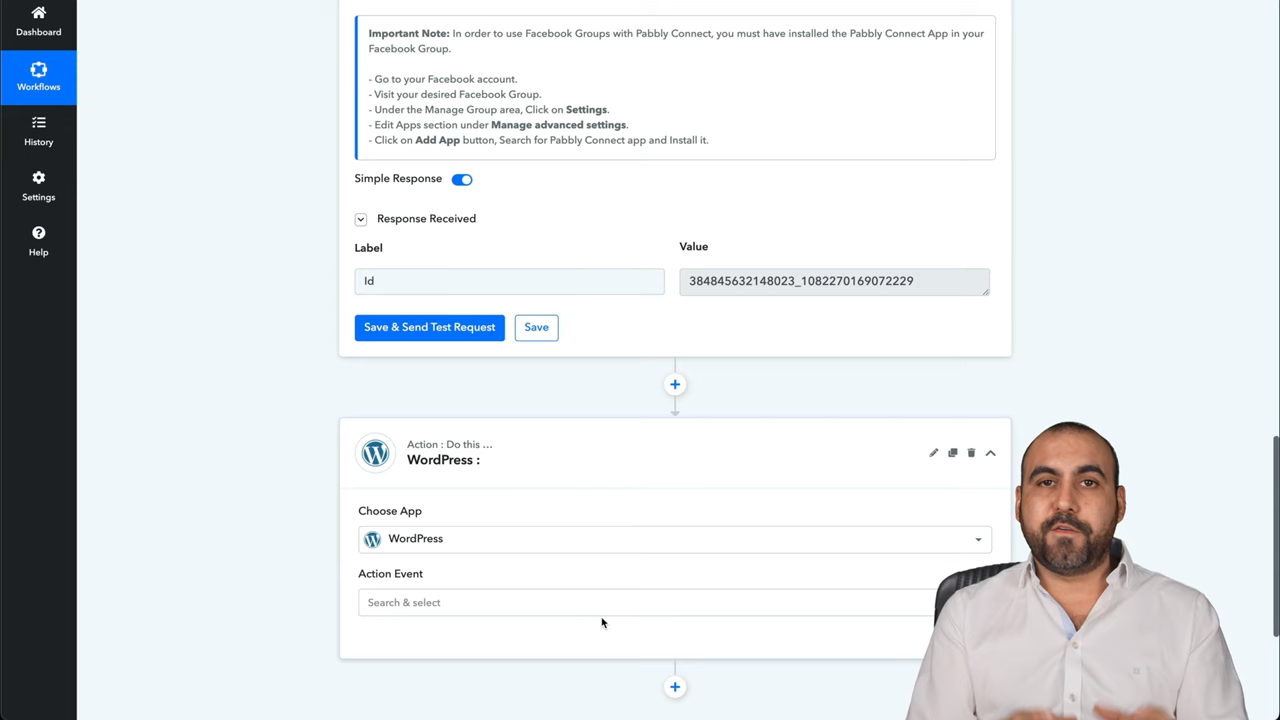 Dashboard
Workflows
History
Settings
Help
Important Note: In order to use Facebook Groups with Pabbly Connect, you must have installed the Pabbly Connect App in your
Facebook Group.
- Go to your Facebook account.
- Visit your desired Facebook Group.
- Under the Manage Group area, Click on Settings.
- Edit Apps section under Manage advanced settings.
- Click on Add App button, Search for Pabbly Connect app and Install it.
Simple Response
Response Received
Label
Value
Id
384845632148023_1082270169072229
Save & Send Test Request
Save
Action : Do this ...
WordPress :
Choose App
WordPress
Action Event
Search & select